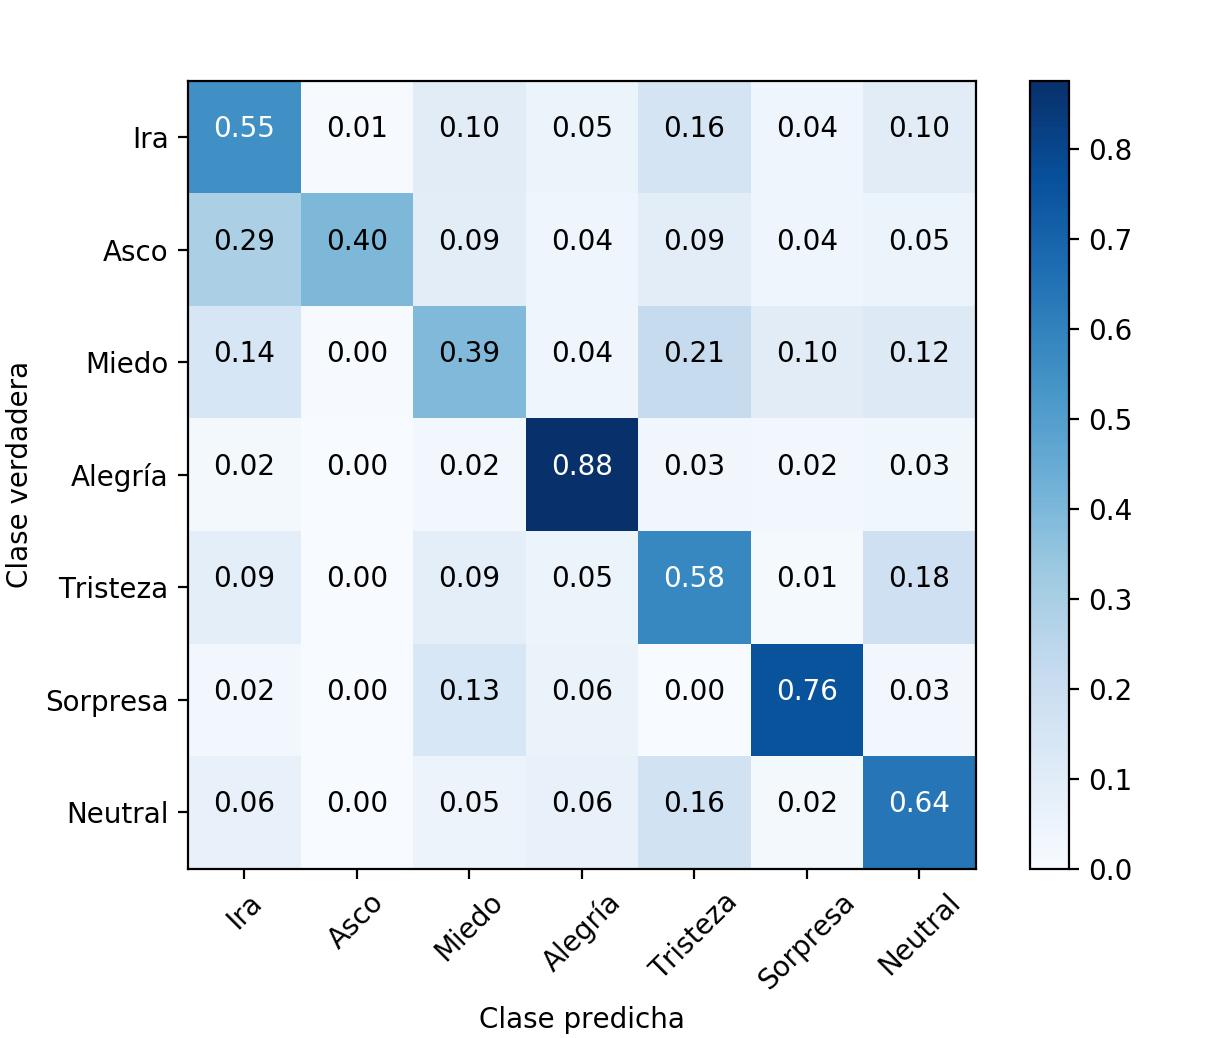 Ira 0.55 0.01 0.10 0.05 0.16 0.04 0.10
Asco 0.29 0.40 0.09 0.04 0.09 0.04 0.05
Miedo 0.14 0.00 0.39 0.04 0.21 0.10 0.12
Alegría 0.02 0.00 0.02 0.88 0.03 0.02 0.03
Tristeza 0.09 0.00 0.09 0.05 0.58 0.01 0.18
Sorpresa 0.02 0.00 0.13 0.06 0.00 0.76 0.03
Neutral 0.06 0.00 0.05 0.06 0.16 0.02 0.64
Clase verdadera
Ira Asco Miedo Alegría Tristeza Sorpresa Neutral
Clase predicha
0.8
0.7
0.6
0.5
0.4
0.3
0.2
0.1
0.0